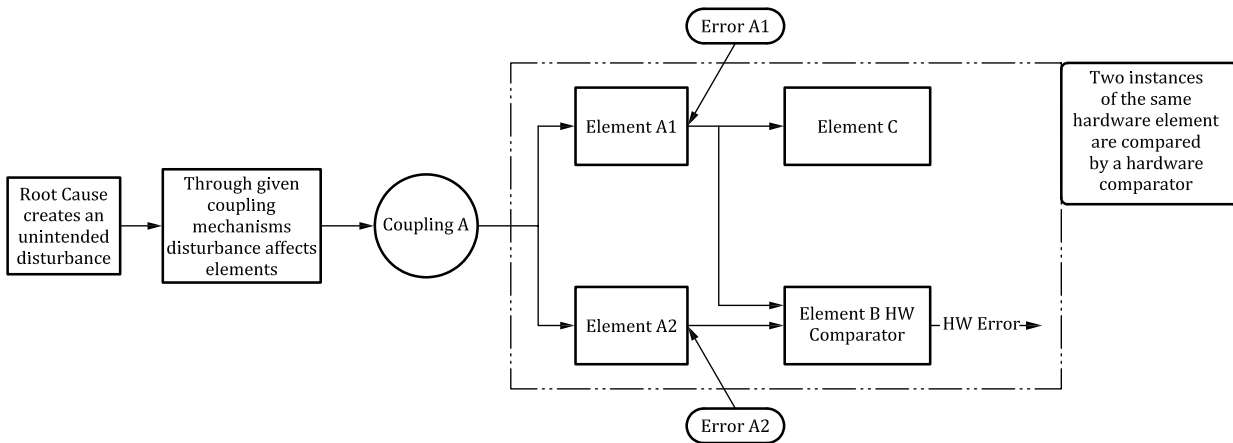 Error A1
Two instances
of the same
hardware element
are compared
by a hardware
comparator
Element A1
Element C
Root Cause
creates an
unintended
disturbance
Through given
coupling
mechanisms
disturbance affects
elements
Coupling A
Element A2
Element B HW
Comparator
HW Error
Error A2